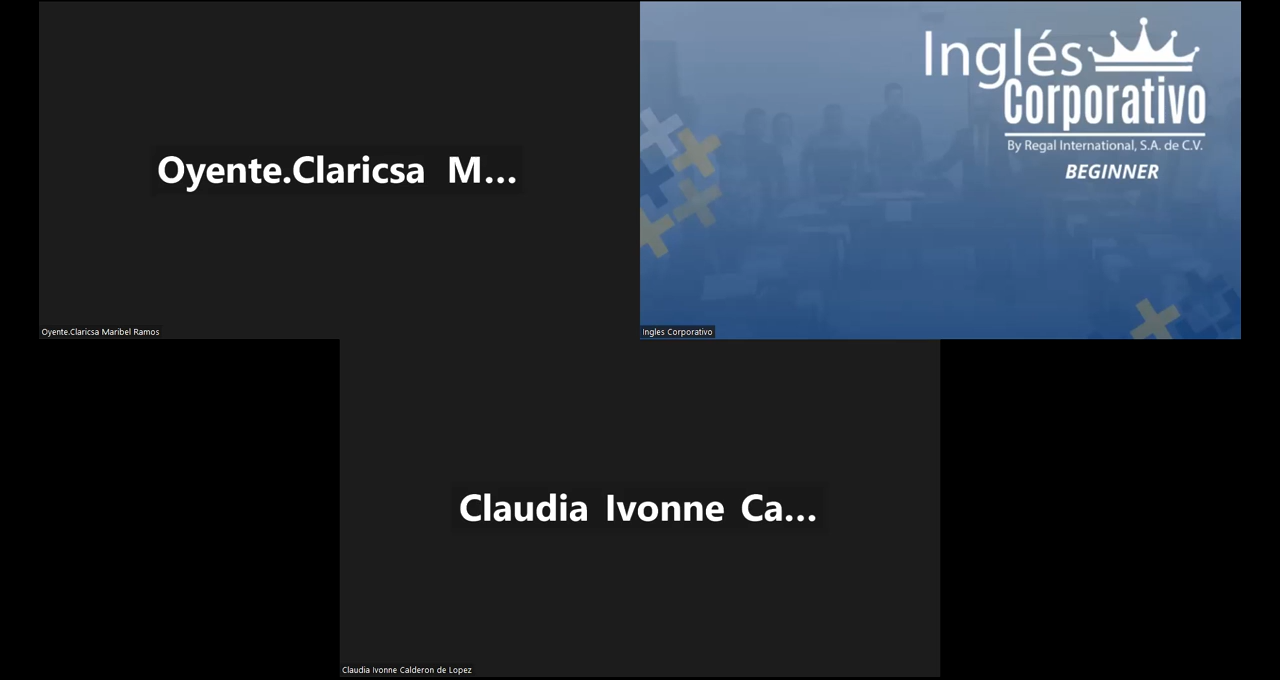 Oyente.Claricsa M...
Oyente.Claricsa Maribel Ramos
Inglés
Corporativo
By Regal International, S.A. de C.V.
BEGINNER
Ingles Corporativo
Claudia Ivonne Ca...
Claudia Ivonne Calderon de Lopez